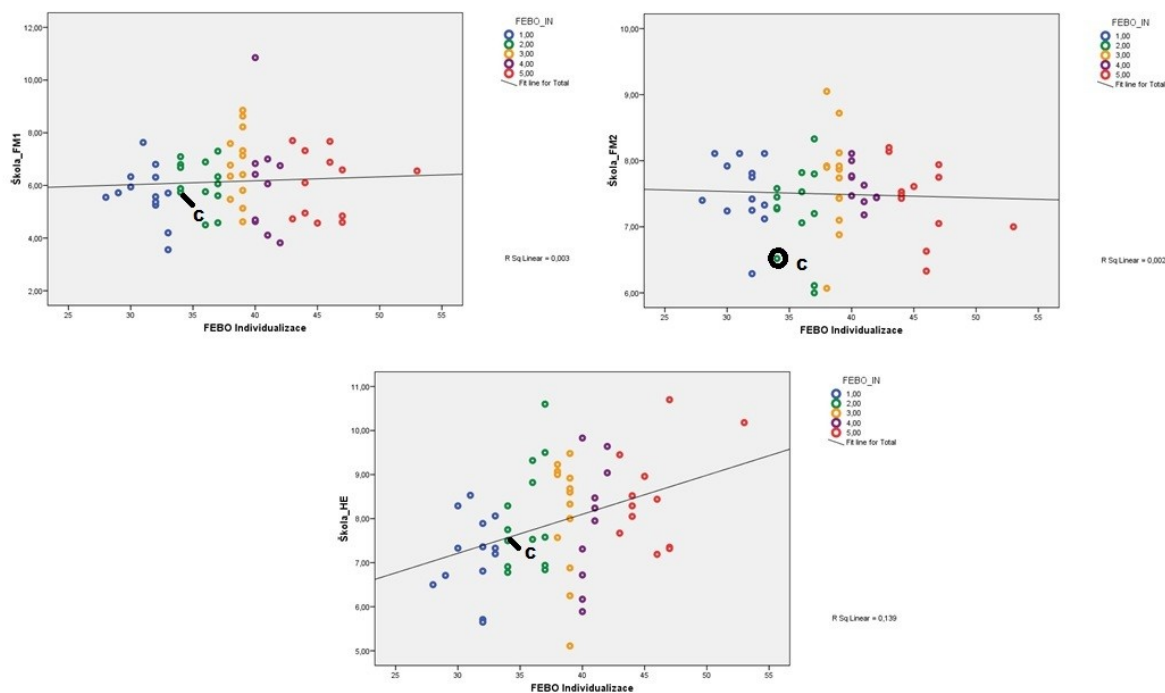 FEBO_IN
1,00
2,00
3,00
4,00
5,00
Fit line for Total
12,00
10,00
8,00
6,00
4,00
2,00
Škola_FM1
C
R Sq Linear = 0,003
25 30 35 40 45 50 55
FEBO Individualizace
FEBO_IN
1,00
2,00
3,00
4,00
5,00
Fit line for Total
10,00
9,00
8,00
7,00
6,00
Škola_FM2
C
R Sq Linear = 0,002
25 30 35 40 45 50 55
FEBO Individualizace
FEBO_IN
1,00
2,00
3,00
4,00
5,00
Fit line for Total
11,00
10,00
9,00
8,00
7,00
6,00
5,00
Škola_HE
C
R Sq Linear = 0,139
25 30 35 40 45 50 55
FEBO Individualizace